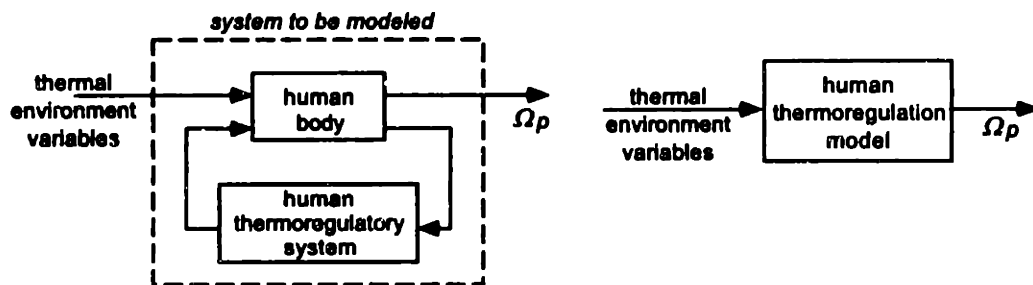 system to be modeled
thermal
environment
variables
human
body
Ωp
human
thermoregulatory
system
thermal
environment
variables
human
thermoregulation
model
Ωp